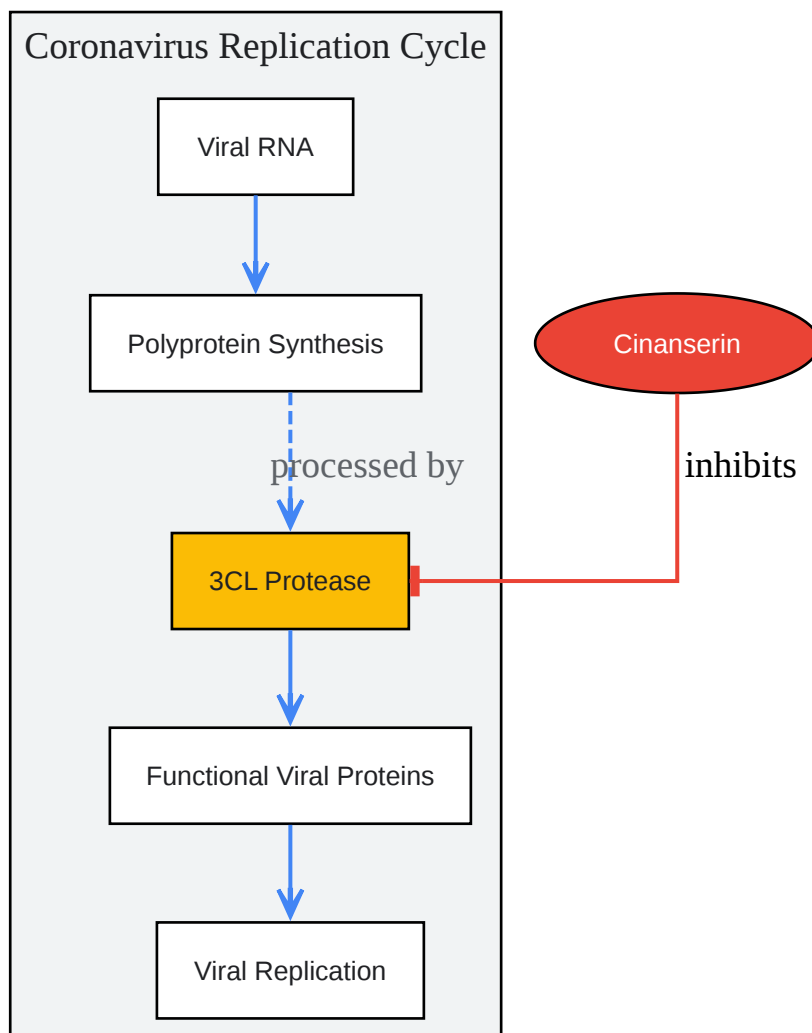 Coronavirus Replication Cycle
Viral RNA
Polyprotein Synthesis
Cinanserin
processed by
inhibits
3CL Protease
Functional Viral Proteins
Viral Replication